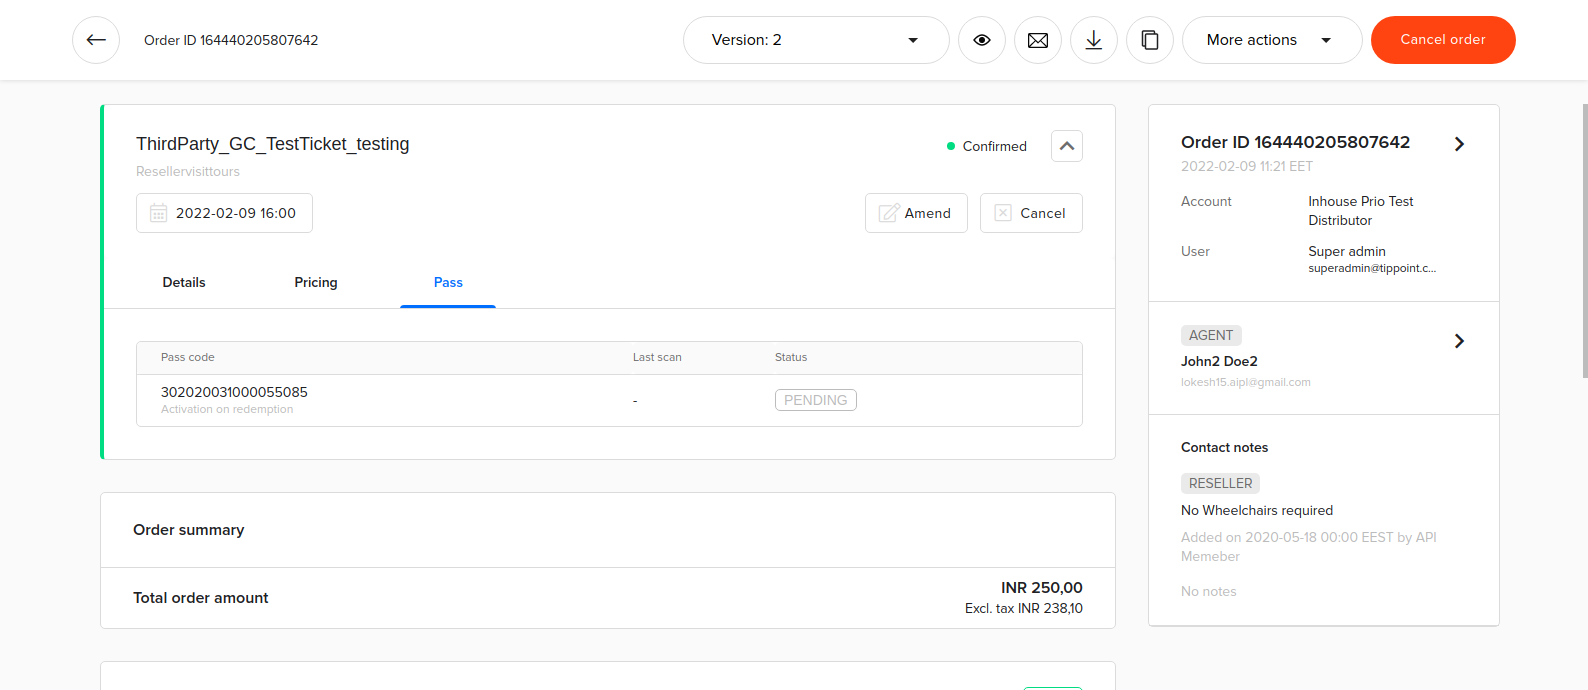 Order ID 164440205807642
Version: 2
More actions
Cancel order
ThirdParty_GC_TestTicket_testing
Confirmed
Resellervisittours
2022-02-09 16:00
Amend
Cancel
Details
Pricing
Pass
Pass code
Last scan
Status
302020031000055085
-
PENDING
Activation on redemption
Order summary
Total order amount
INR 250,00
Excl. tax INR 238,10
Order ID 164440205807642
2022-02-09 11:21 EET
Account
Inhouse Prio Test
Distributor
User
Super admin
superadmin@tippoint.c...
AGENT
John2 Doe2
lokesh15.aipl@gmail.com
Contact notes
RESELLER
No Wheelchairs required
Added on 2020-05-18 00:00 EEST by API
Memeber
No notes